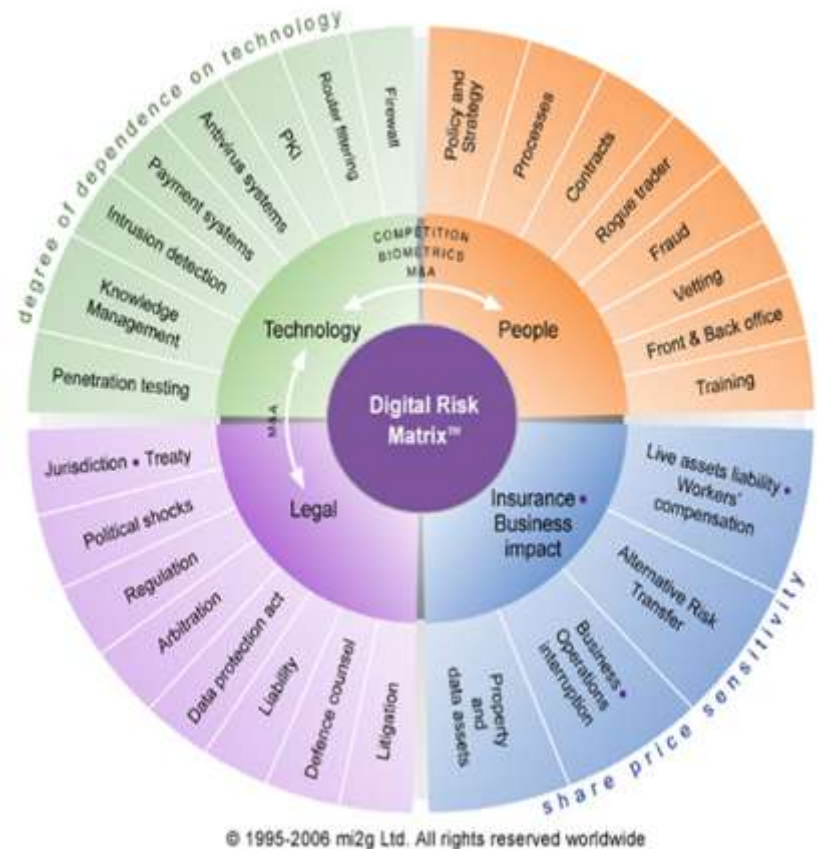 degree of dependence on technology
Firewall
Router filtering
PKI
Antivirus systems
Payment systems
Intrusion detection
Knowledge
Management
Penetration testing
Policy and
Strategy
Processes
Contracts
Rogue trader
Fraud
Vetting
Front & Back office
Training
COMPETITION
BIOMETRICS
M&A
Technology
People
M&A
Digital Risk
Matrix™
Legal
Insurance •
Business
impact
Jurisdiction • Treaty
Political shocks
Regulation
Arbitration
Data protection act
Liability
Defence counsel
Litigation
Live assets liability •
Workers'
compensation
Alternative Risk
Transfer
Business •
Operations
interruption
Property
and
data assets
share price sensitivity
© 1995-2006 mi2g Ltd. All rights reserved worldwide